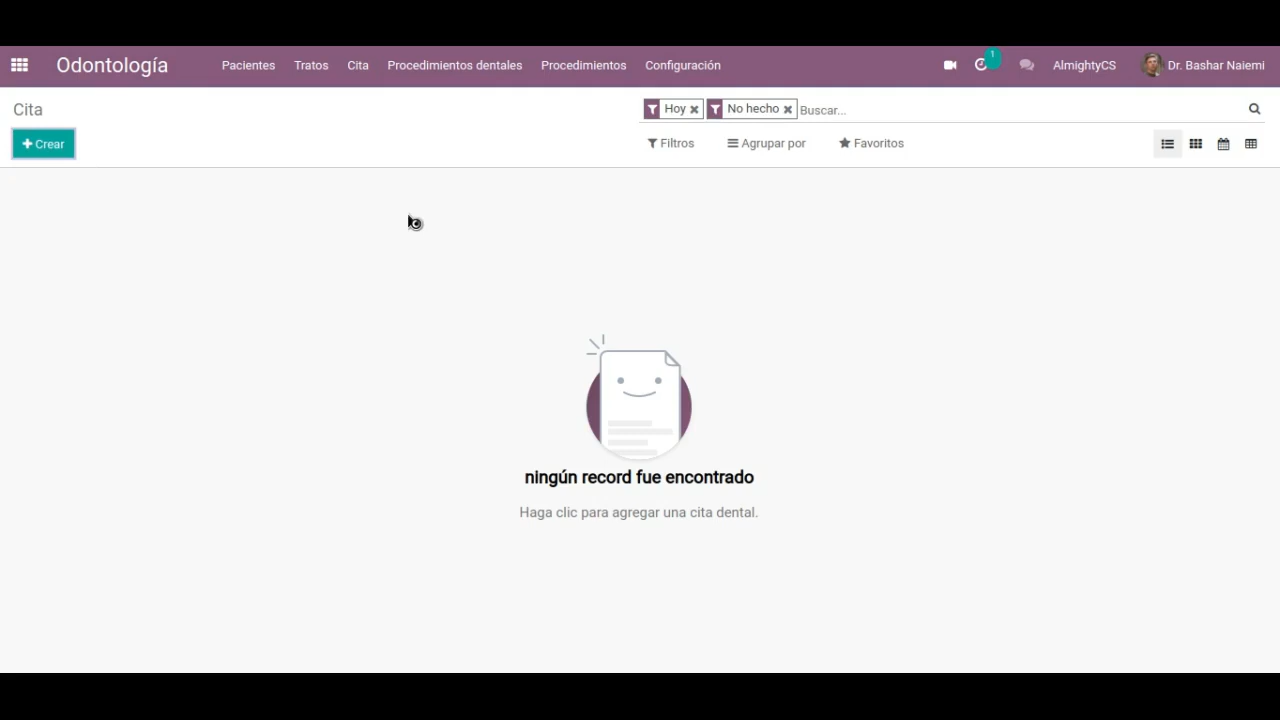 Odontología Pacientes Tratos Cita Procedimientos dentales Procedimientos Configuración 1 AlmightyCS Dr. Bashar Naiemi
Cita Hoy No hecho Buscar...
Crear Filtros Agrupar por Favoritos
ningún record fue encontrado
Haga clic para agregar una cita dental.